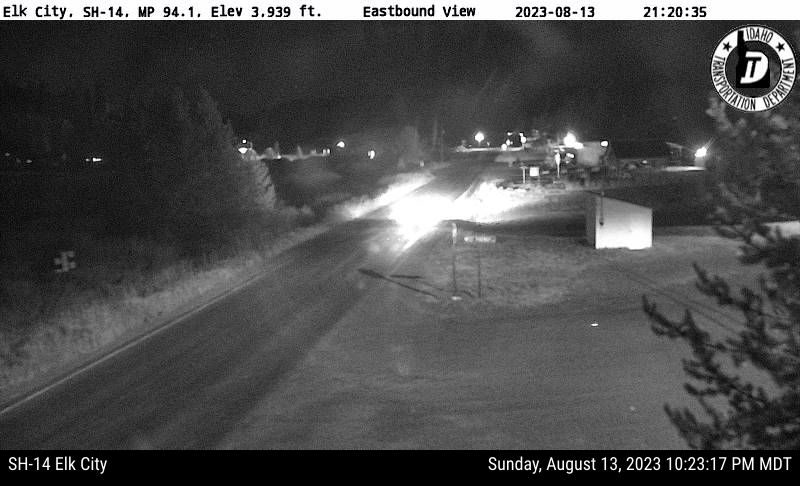 Elk City, SH-14, MP 94.1, Elev 3,939 ft. Eastbound View 2023-08-13 21:20:35
IDAHO
TRANSPORTATION DEPARTMENT
SH-14 Elk City Sunday, August 13, 2023 10:23:17 PM MDT